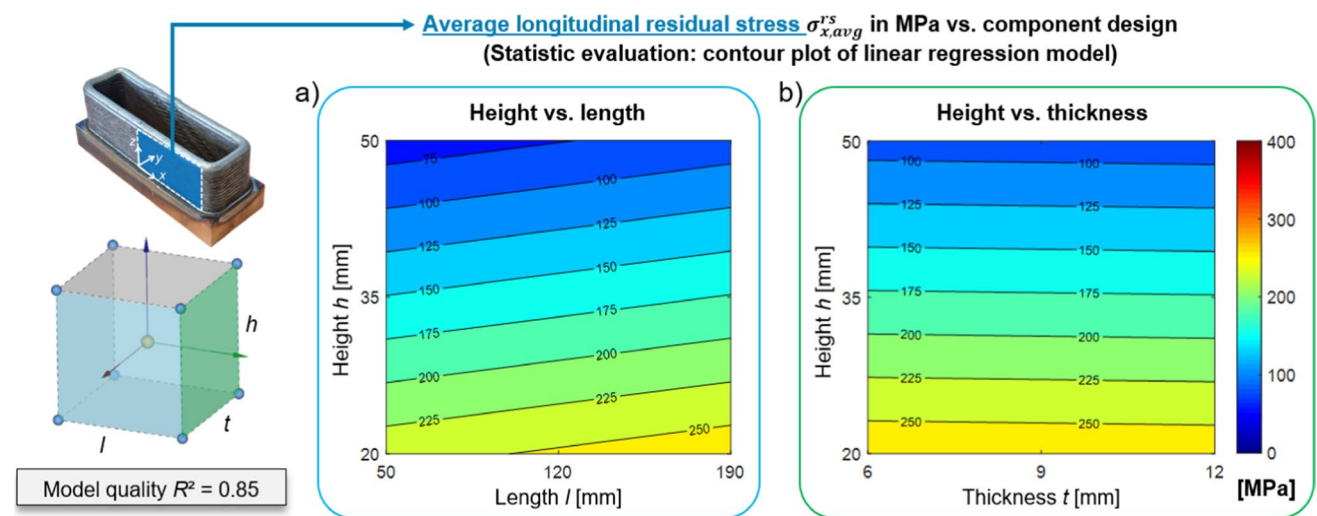 Average longitudinal residual stress σ^{rs}_{x,avg} in MPa vs. component design
(Statistic evaluation: contour plot of linear regression model)
a)
Height vs. length
b)
Height vs. thickness
z
y
x
h
t
l
Model quality R² = 0.85
Height h [mm]
50
35
20
75
100
100
125
125
150
150
175
175
200
200
225
225
250
50
120
190
Length l [mm]
Height h [mm]
50
35
20
100
100
125
125
150
150
175
175
200
200
225
225
250
250
6
9
12
Thickness t [mm]
400
300
200
100
0
[MPa]